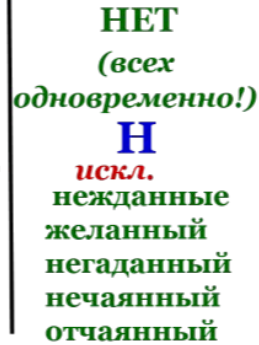 НЕТ
(всех
одновременно!)
Н
искл.
нежданные
желанный
негаданный
нечаянный
отчаянный